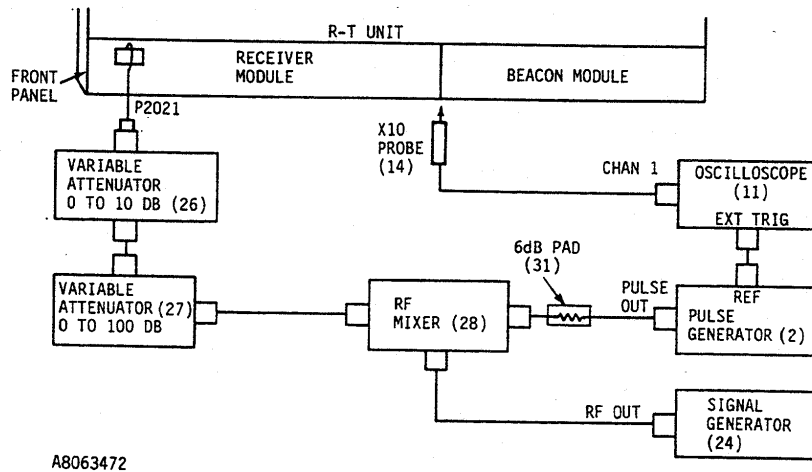 R-T UNIT
FRONT
PANEL
RECEIVER
MODULE
BEACON MODULE
P2021
X10
PROBE
(14)
CHAN 1
OSCILLOSCOPE
(11)
EXT TRIG
VARIABLE
ATTENUATOR
0 TO 10 DB (26)
6dB PAD
(31)
VARIABLE
ATTENUATOR (27)
0 TO 100 DB
RF
MIXER (28)
PULSE
OUT
REF
PULSE
GENERATOR (2)
RF OUT
SIGNAL
GENERATOR
(24)
A8063472